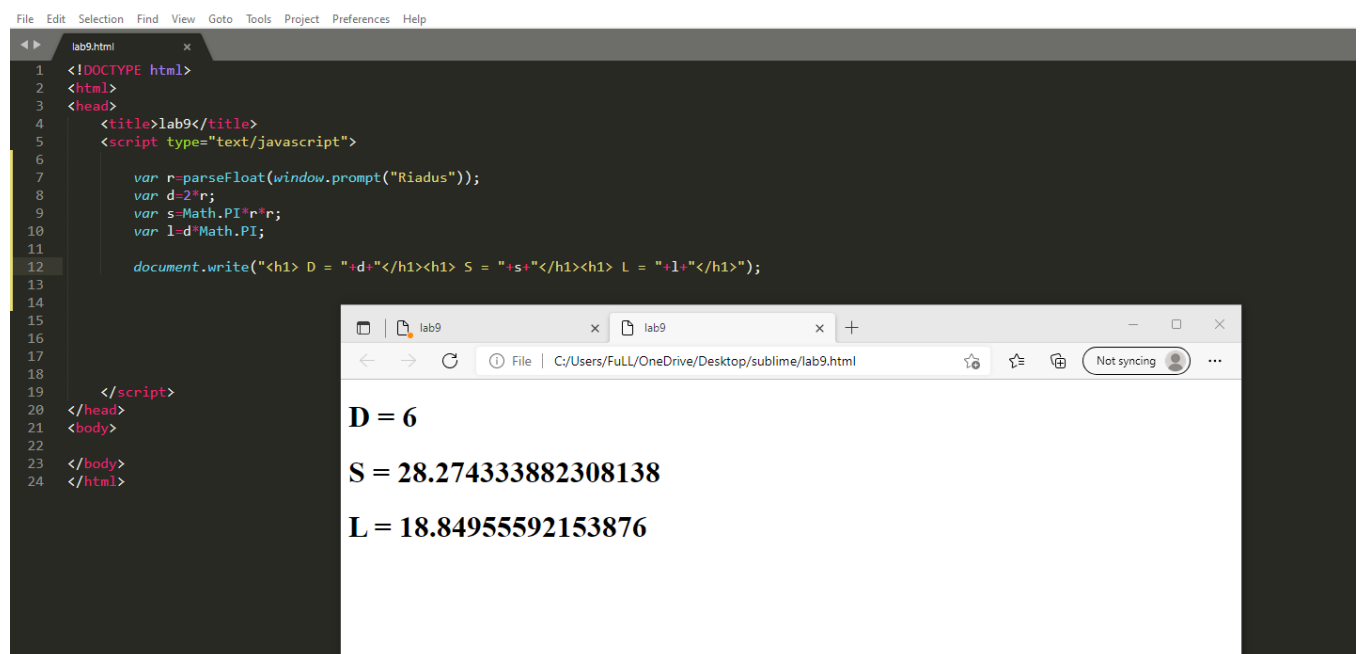 File Edit Selection Find View Goto Tools Project Preferences Help
lab9.html ×
1 <!DOCTYPE html>
2 <html>
3 <head>
4 <title>lab9</title>
5 <script type="text/javascript">
6
7 var r=parseFloat(window.prompt("Riadus"));
8 var d=2*r;
9 var s=Math.PI*r*r;
10 var l=d*Math.PI;
11
12 document.write("<h1> D = "+d+"</h1><h1> S = "+s+"</h1><h1> L = "+l+"</h1>");
13
14
15
16
17
18
19 </script>
20 </head>
21 <body>
22
23 </body>
24 </html>
lab9 lab9
File C:/Users/FuLL/OneDrive/Desktop/sublime/lab9.html Not syncing
D = 6
S = 28.274333882308138
L = 18.84955592153876